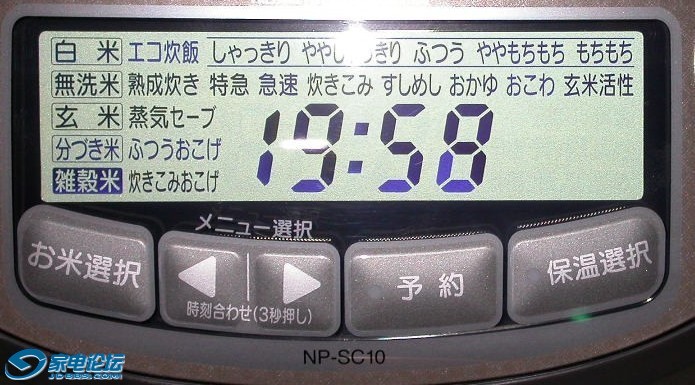 白米 エコ炊飯 しゃっきり ややし っきり ふつう ややもちもち もちもち
無洗米 熟成炊き 特急 急速 炊きこみ すしめし おかゆ おこわ 玄米活性
玄米 蒸気セーブ
分づき米 ふつうおこげ
雑穀米 炊きこみおこげ
19:58
メニュー選択
お米選択
予約
保温選択
時刻合わせ(3秒押し)
NP-SC10
家电论坛
JD.BBSI.COM